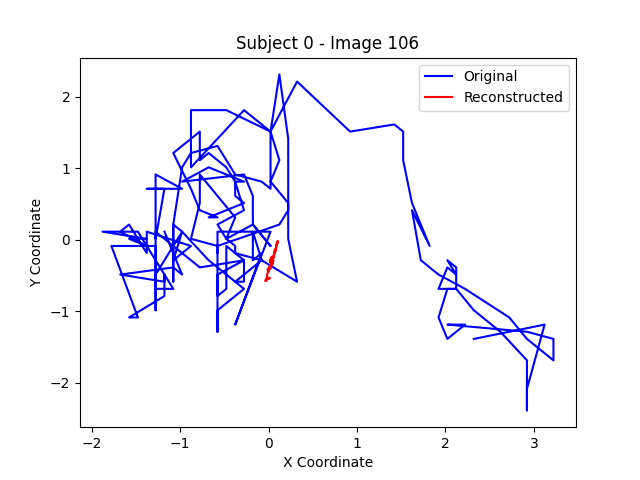 Subject 0 - Image 106
Original
Reconstructed
Y Coordinate
2
1
0
−1
−2
−2
−1
0
1
2
3
X Coordinate